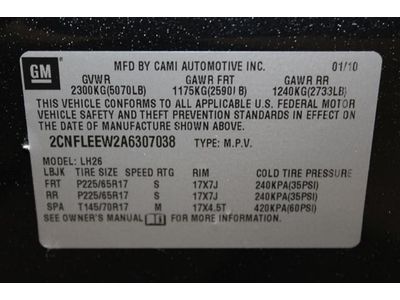 GM
MFD BY CAMI AUTOMOTIVE INC. 01/10
GVWR GAWR FRT GAWR RR
2300KG(5070LB) 1175KG(2590LB) 1240KG(2733LB)
THIS VEHICLE CONFORMS TO ALL APPLICABLE U.S. FEDERAL MOTOR
VEHICLE SAFETY AND THEFT PREVENTION STANDARDS IN EFFECT ON
THE DATE OF MANUFACTURE SHOWN ABOVE.
2CNFLEEW2A6307038 TYPE: M.P.V.
MODEL: LH26
LBJK TIRE SIZE SPEED RTG RIM COLD TIRE PRESSURE
FRT P225/65R17 S 17X7J 240KPA(35PSI)
RR P225/65R17 S 17X7J 240KPA(35PSI)
SPA T145/70R17 M 17X4.5T 420KPA(60PSI)
SEE OWNER'S MANUAL FOR MORE INFORMATION.